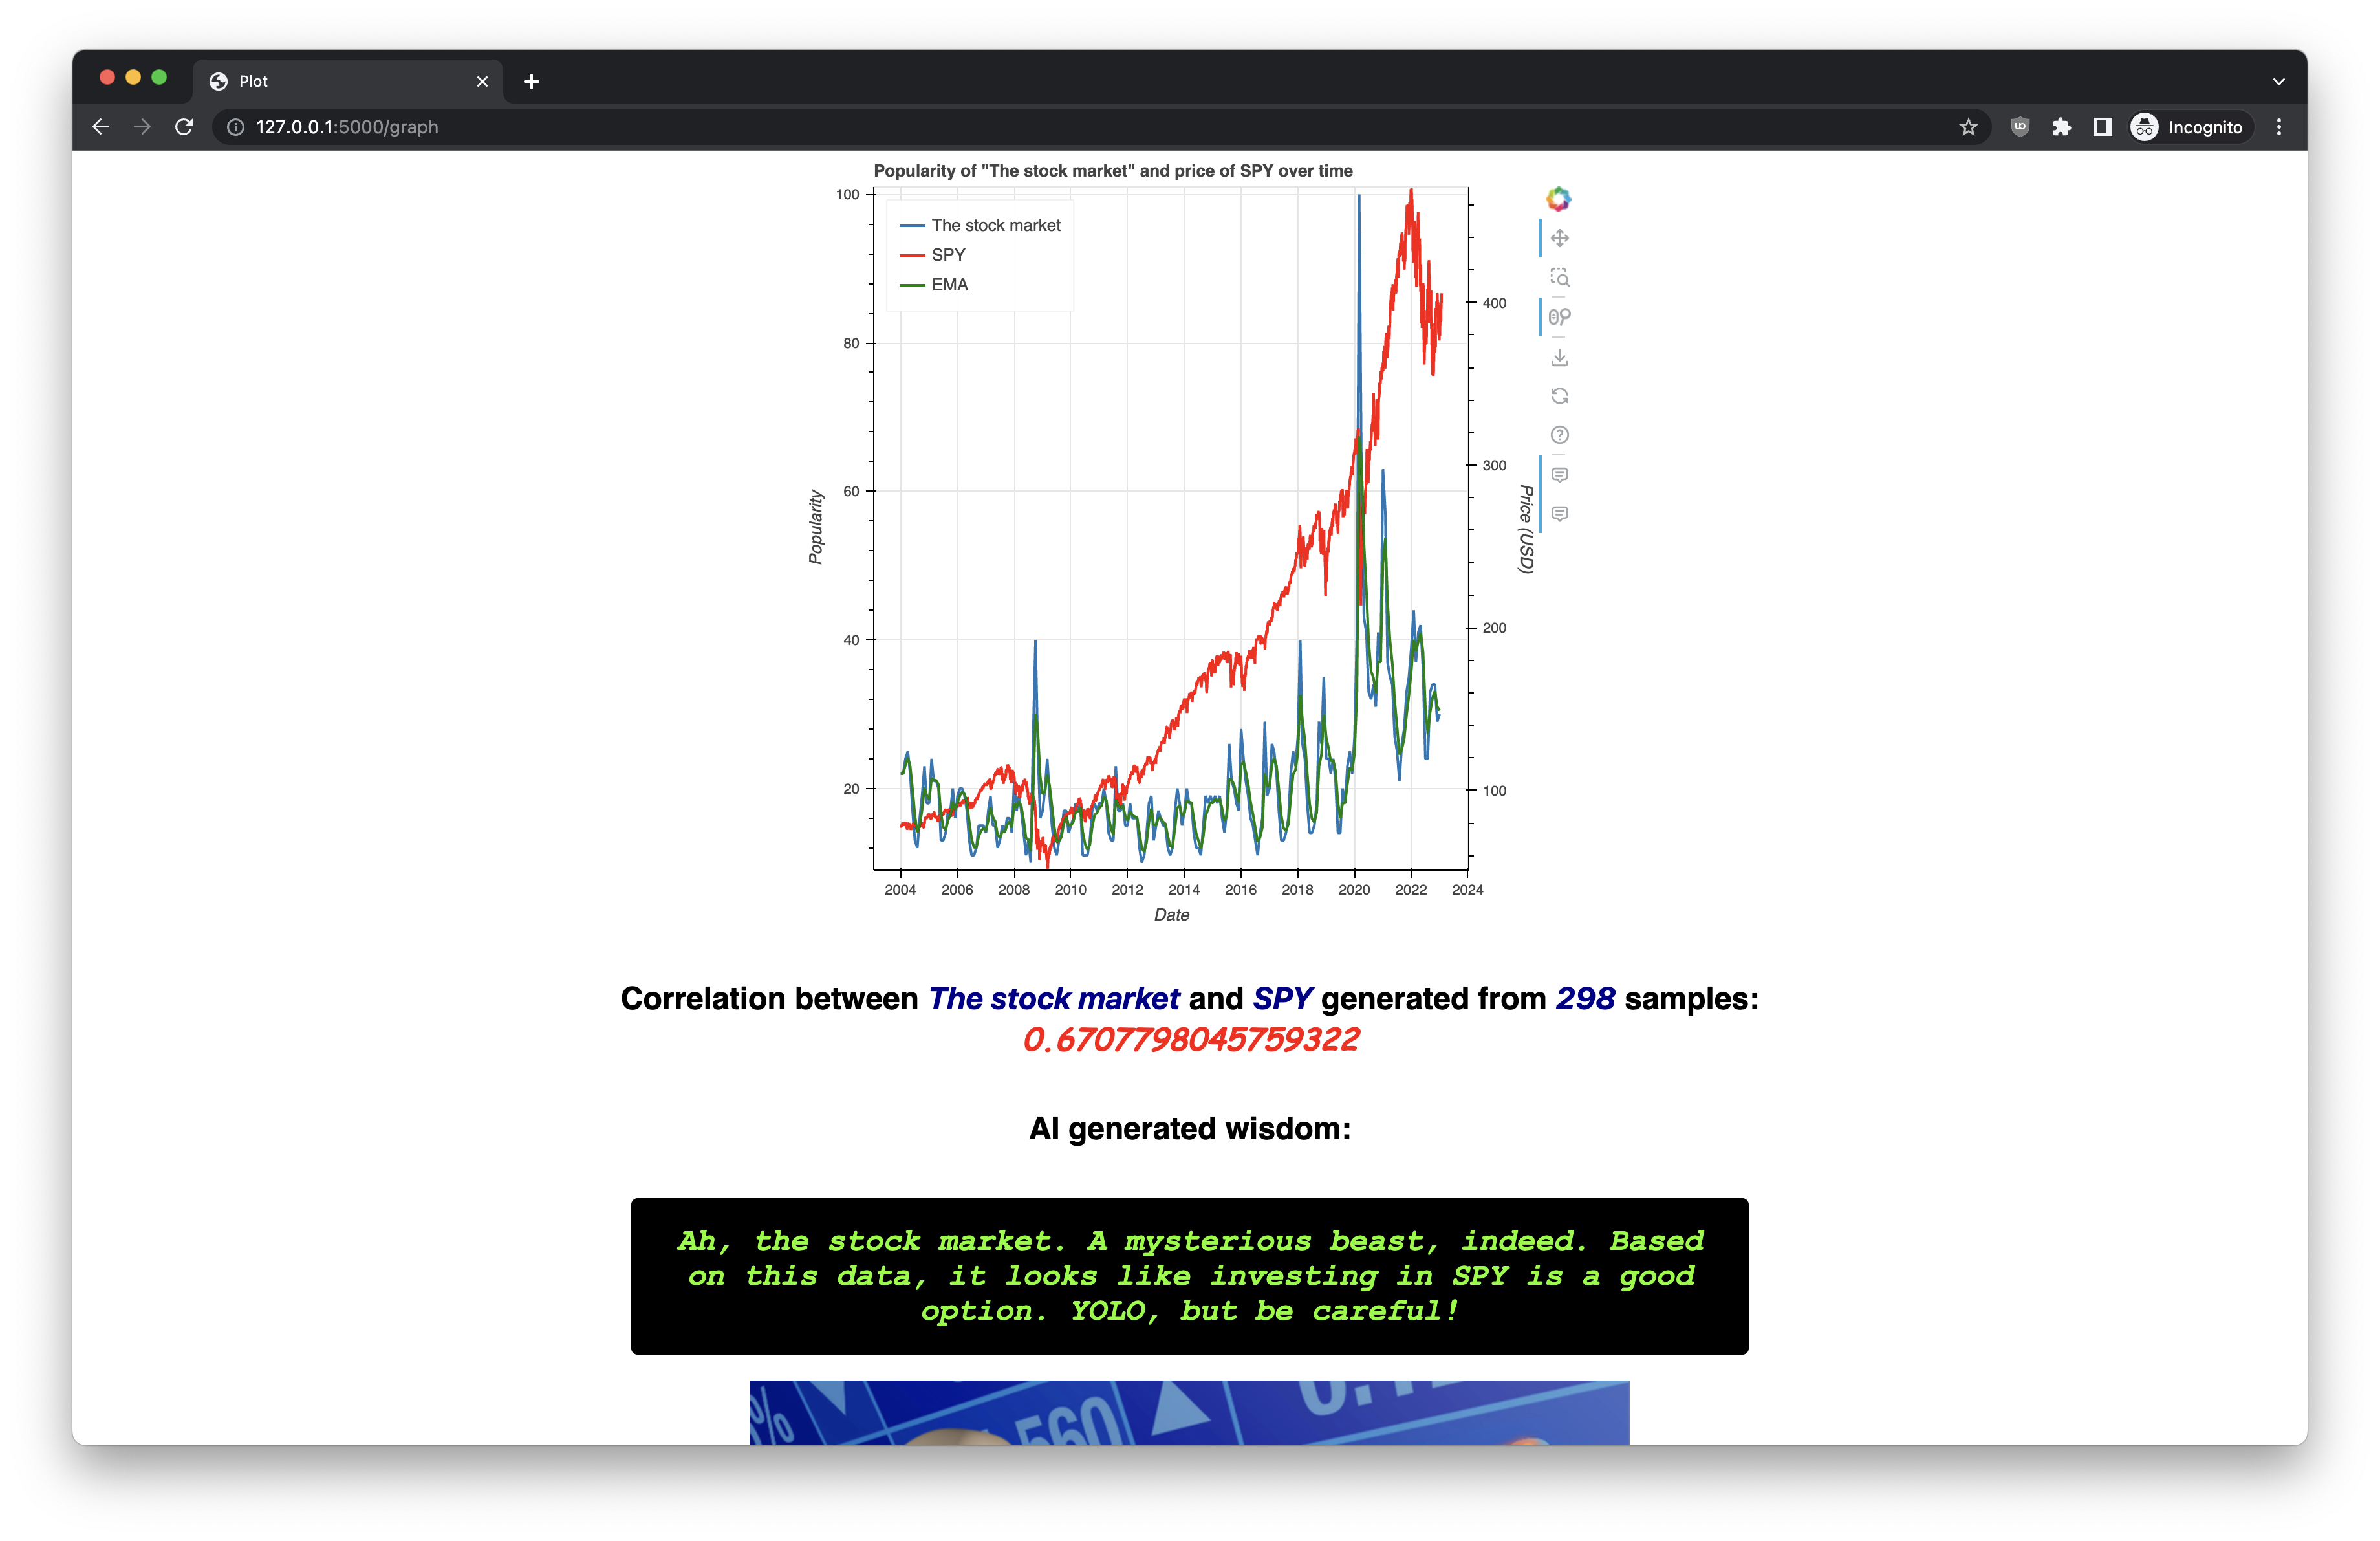 Plot
127.0.0.1:5000/graph
Incognito
Popularity of "The stock market" and price of SPY over time
The stock market
SPY
EMA
100
80
60
40
20
Popularity
400
300
200
100
Price (USD)
2004 2006 2008 2010 2012 2014 2016 2018 2020 2022 2024
Date
Correlation between The stock market and SPY generated from 298 samples:
0.6707798045759322
AI generated wisdom:
Ah, the stock market. A mysterious beast, indeed. Based
on this data, it looks like investing in SPY is a good
option. YOLO, but be careful!
% 560